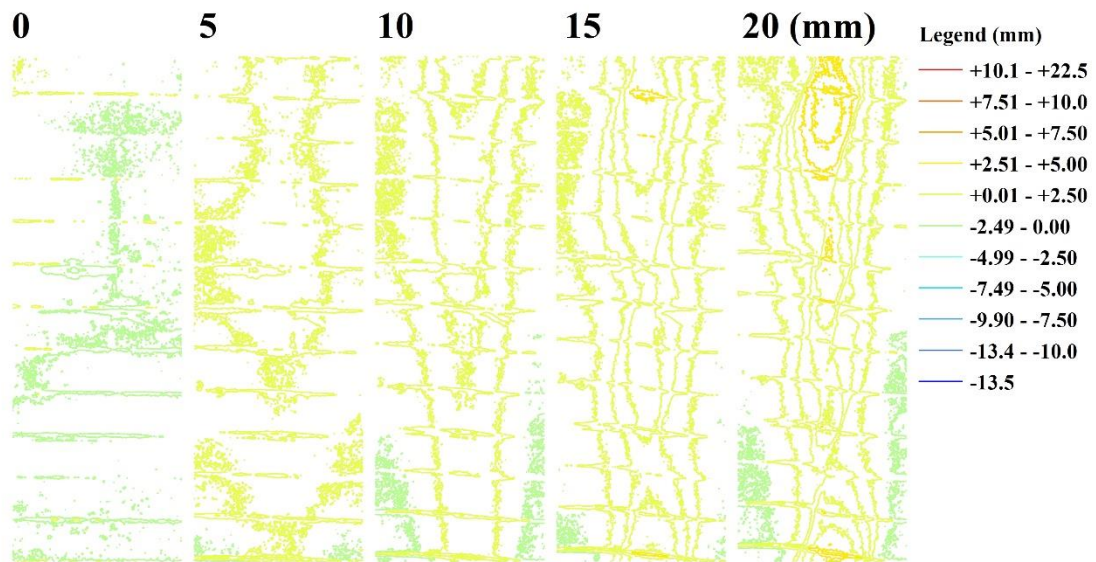 0 5 10 15 20 (mm)
Legend (mm)
+10.1 - +22.5
+7.51 - +10.0
+5.01 - +7.50
+2.51 - +5.00
+0.01 - +2.50
-2.49 - 0.00
-4.99 - -2.50
-7.49 - -5.00
-9.90 - -7.50
-13.4 - -10.0
-13.5